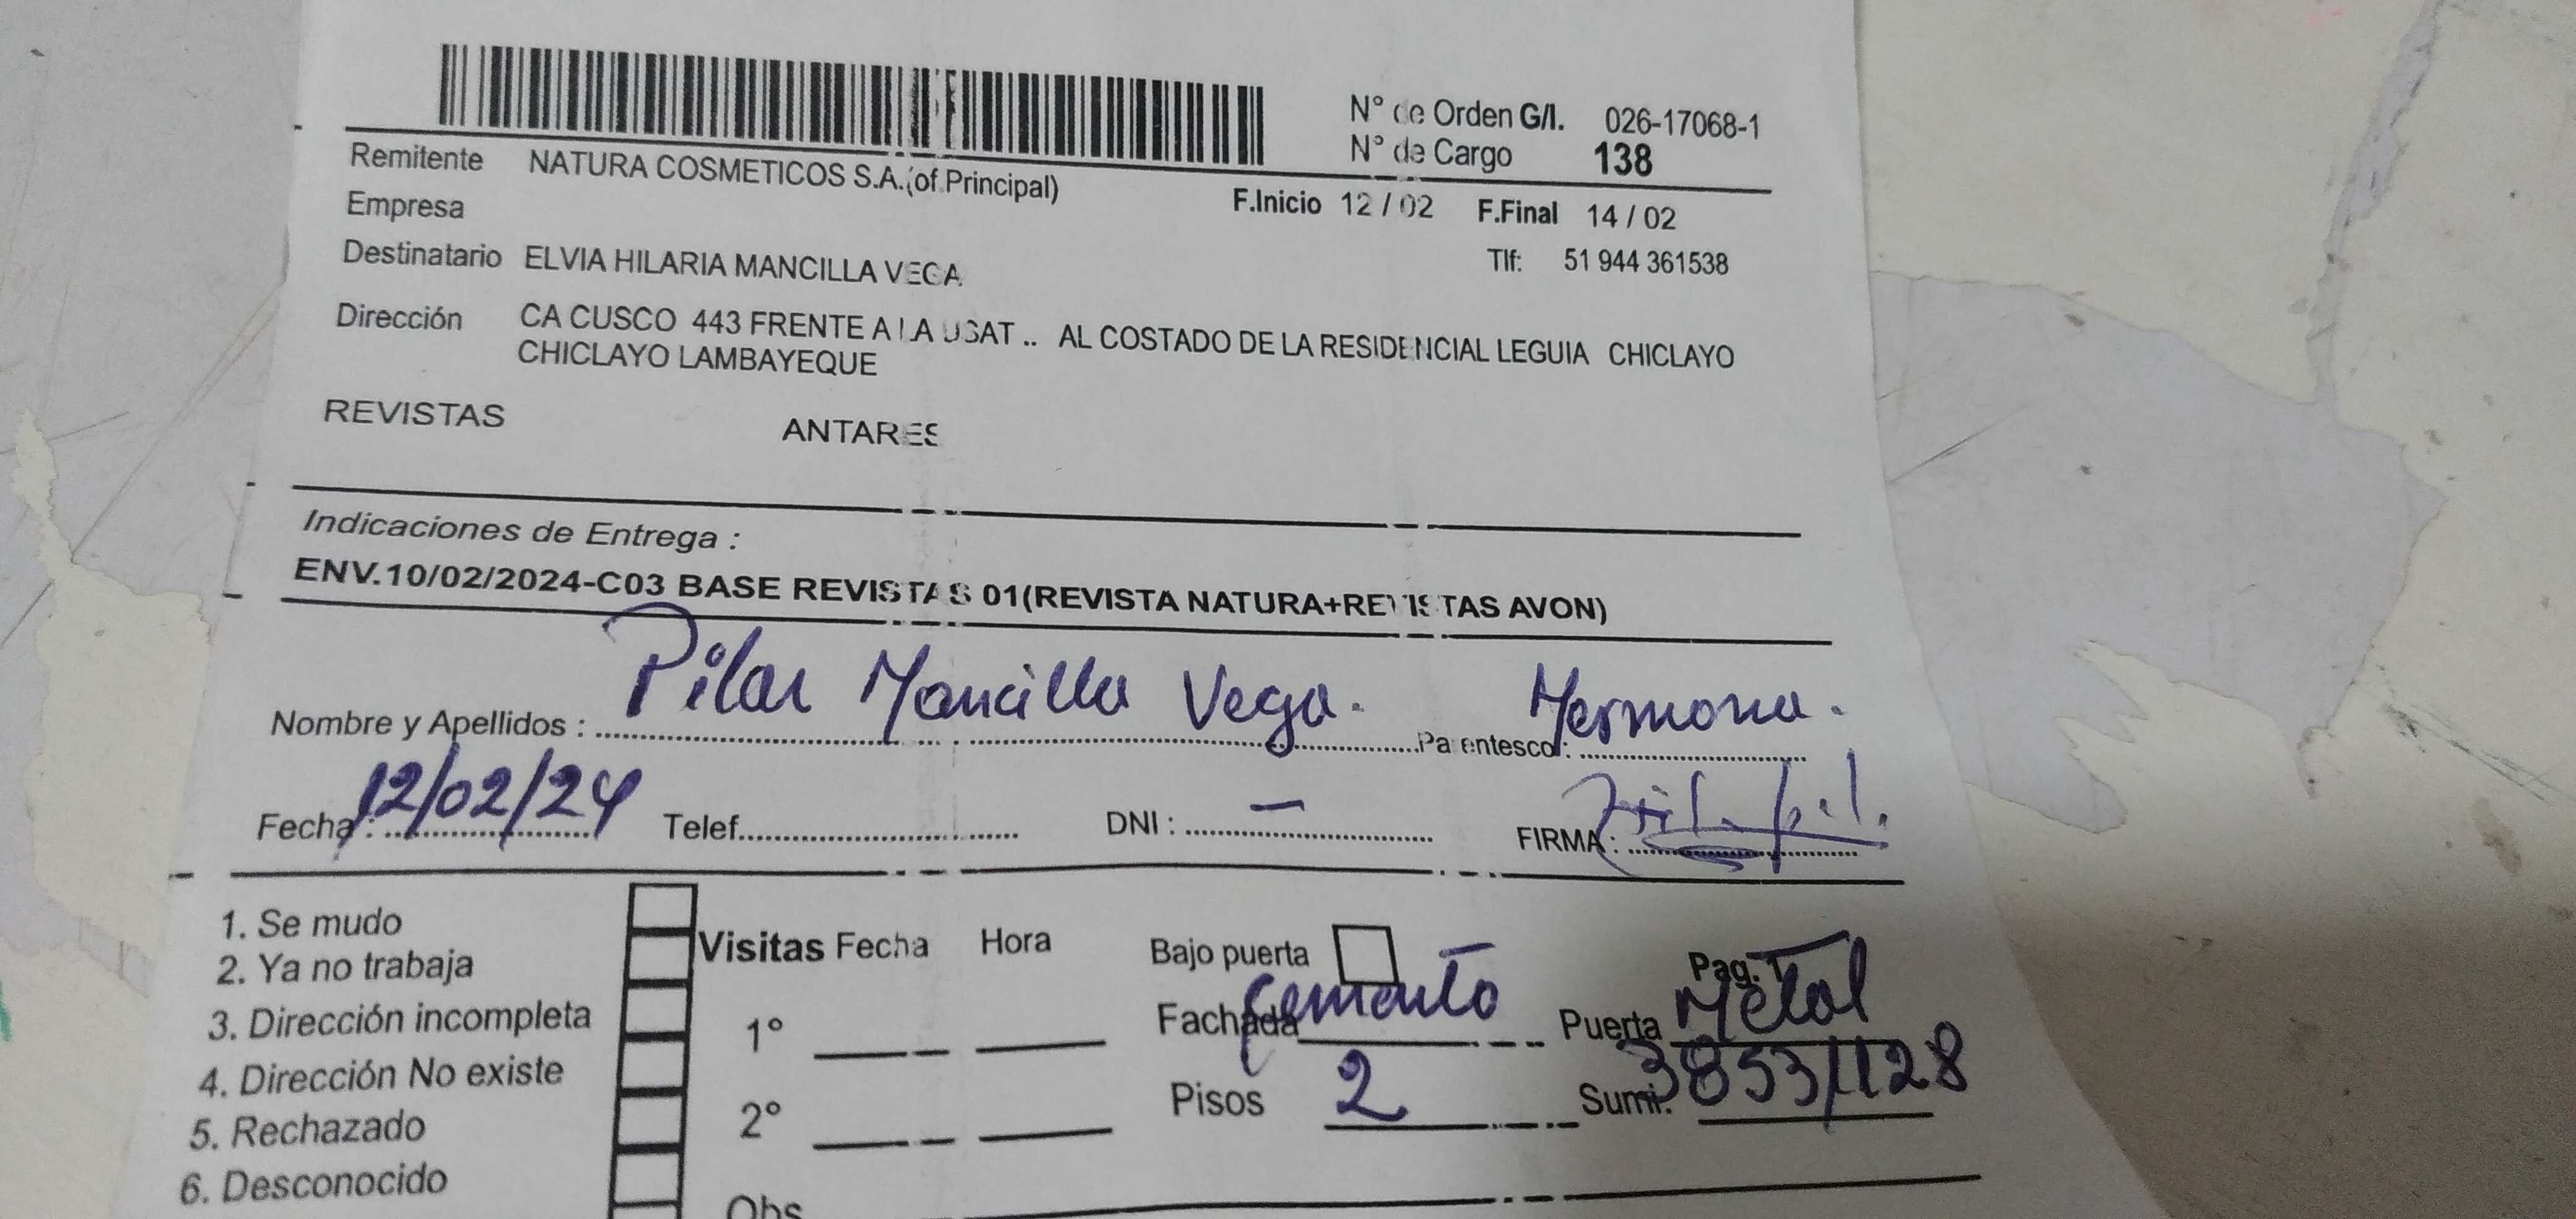 N° de Orden G/I. 026-17068-1
N° de Cargo 138
Remitente NATURA COSMETICOS S.A.(of.Principal)
Empresa F.Inicio 12 / 02 F.Final 14 / 02
Destinatario ELVIA HILARIA MANCILLA VEGA Tlf: 51 944 361538
Dirección CA CUSCO 443 FRENTE A LA USAT .. AL COSTADO DE LA RESIDENCIAL LEGUIA CHICLAYO
CHICLAYO LAMBAYEQUE
REVISTAS ANTARES
Indicaciones de Entrega :
ENV.10/02/2024-C03 BASE REVISTAS 01(REVISTA NATURA+REVISTAS AVON)
Nombre y Apellidos : Pilar Mancilla Vega. Parentesco : Hermana.
Fecha : 12/02/24 Telef. DNI : — FIRMA :
1. Se mudo
2. Ya no trabaja
3. Dirección incompleta
4. Dirección No existe
5. Rechazado
6. Desconocido
Visitas Fecha Hora
1°
2°
Obs
Bajo puerta Pag. 1
Fachada Cemento Puerta Metal
Pisos 2 Sumi.